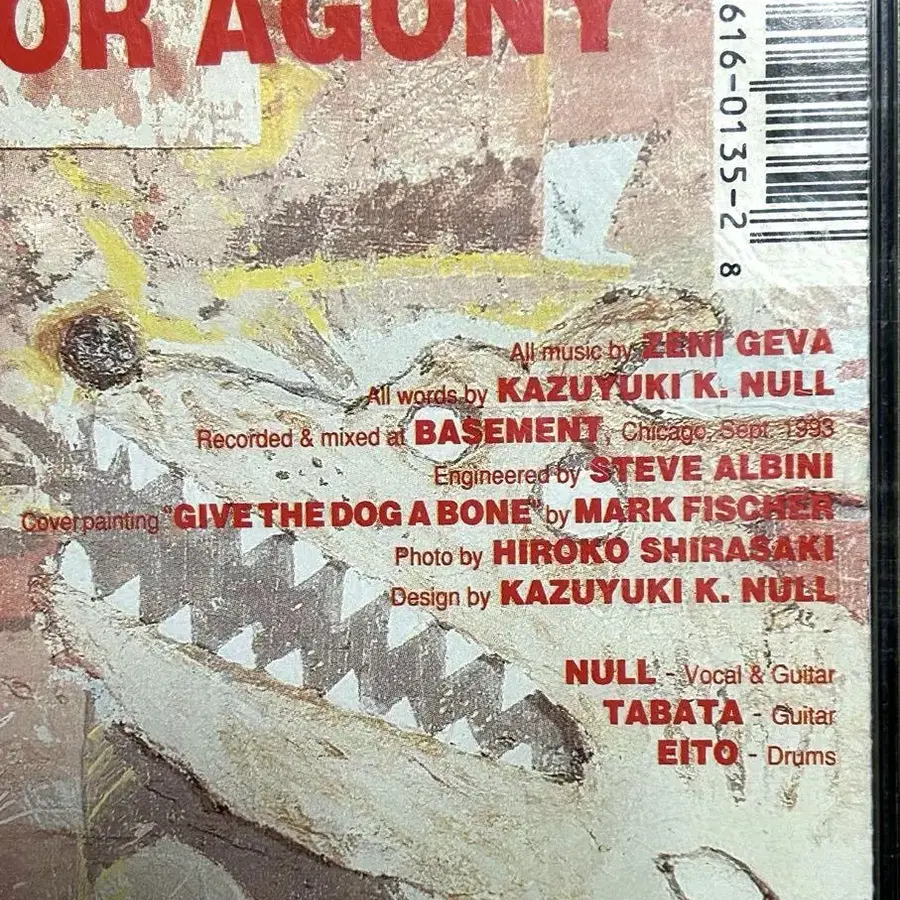 OR AGONY
616-0135-2 8
All music by ZENI GEVA
All words by KAZUYUKI K. NULL
Recorded & mixed at BASEMENT, Chicago, Sept. 1993
Engineered by STEVE ALBINI
Cover painting "GIVE THE DOG A BONE" by MARK FISCHER
Photo by HIROKO SHIRASAKI
Design by KAZUYUKI K. NULL
NULL - Vocal & Guitar
TABATA - Guitar
EITO - Drums